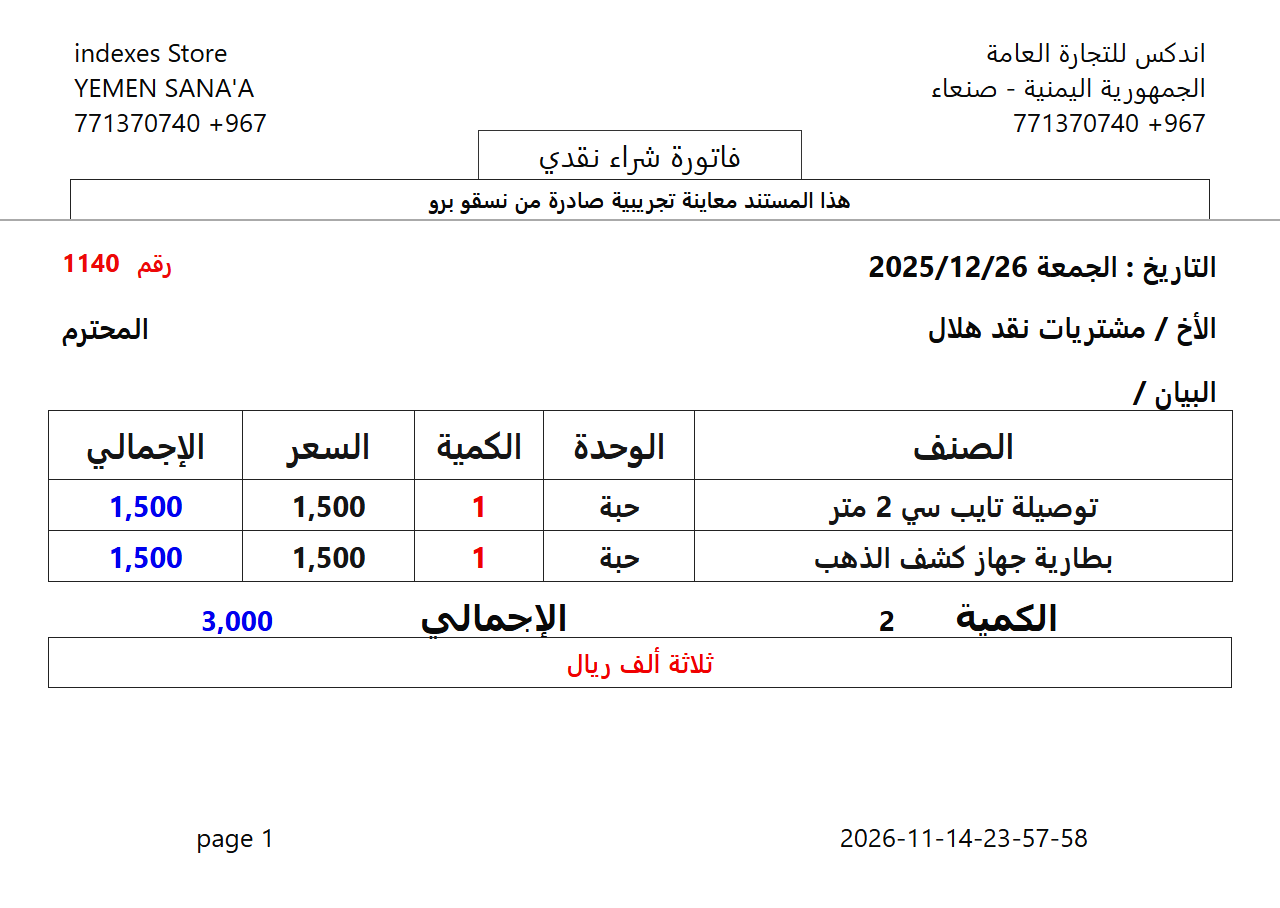 اندكس للتجارة العامة
الجمهورية اليمنية - صنعاء
771370740 +967
indexes Store
YEMEN SANA'A
771370740 +967
فاتورة شراء نقدي
هذا المستند معاينة تجريبية صادرة من نسقو برو
التاريخ : الجمعة 2025/12/26
رقم 1140
الأخ / مشتريات نقد هلال
المحترم
البيان /
الصنف الوحدة الكمية السعر الإجمالي
توصيلة تايب سي 2 متر حبة 1 1,500 1,500
بطارية جهاز كشف الذهب حبة 1 1,500 1,500
الكمية 2 الإجمالي 3,000
ثلاثة ألف ريال
2026-11-14-23-57-58
page 1